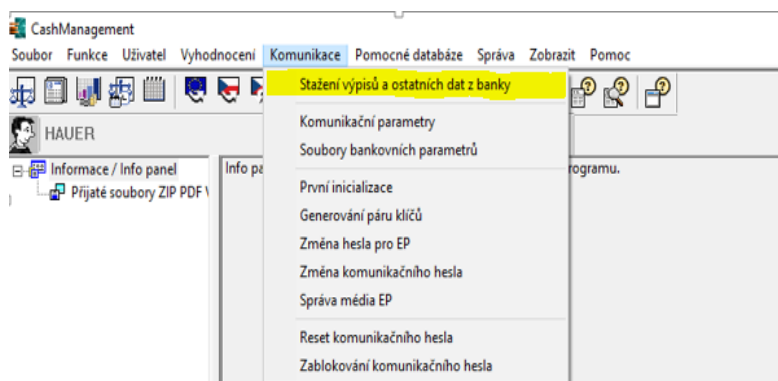 CashManagement
Soubor Funkce Uživatel Vyhodnocení Komunikace Pomocné databáze Správa Zobrazit Pomoc
Stažení výpisů a ostatních dat z banky
HAUER
Komunikační parametry
Soubory bankovních parametrů
Informace / Info panel
Přijaté soubory ZIP PDF
Info
První inicializace
Generování páru klíčů
Změna hesla pro EP
Změna komunikačního hesla
Správa média EP
Reset komunikačního hesla
Zablokování komunikačního hesla